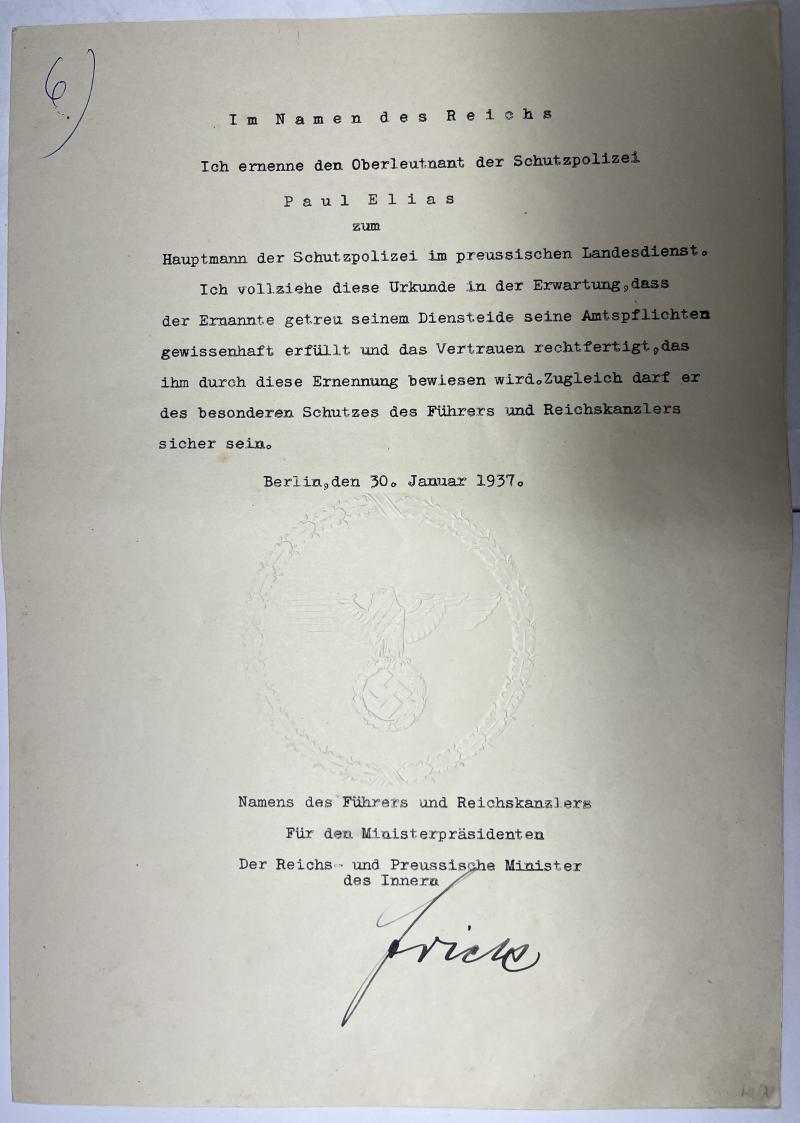 6)
Im Namen des Reichs
Ich ernenne den Oberleutnant der Schutzpolizei
Paul Elias
zum
Hauptmann der Schutzpolizei im preussischen Landesdienst.
Ich vollziehe diese Urkunde in der Erwartung,dass
der Ernannte getreu seinem Diensteide seine Amtspflichten
gewissenhaft erfüllt und das Vertrauen rechtfertigt,das
ihm durch diese Ernennung bewiesen wird.Zugleich darf er
des besonderen Schutzes des Führers und Reichskanzlers
sicher sein.
Berlin,den 30. Januar 1937.
Namens des Führers und Reichskanzlers
Für den Ministerpräsidenten
Der Reichs- und Preussische Minister
des Innern
Frick